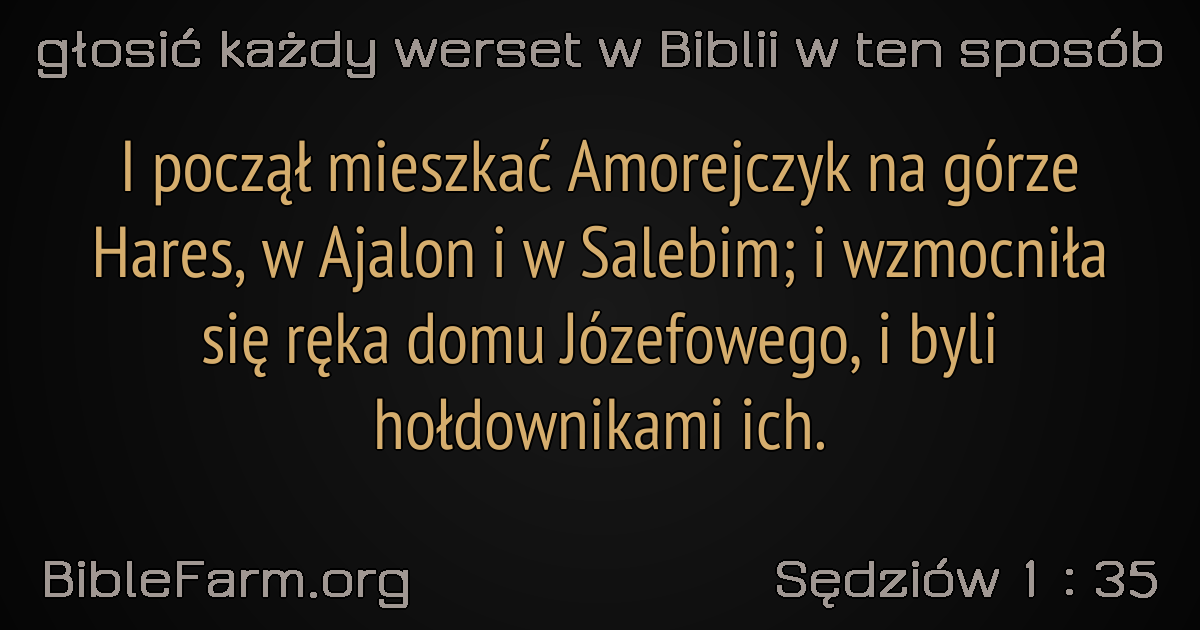 głosić każdy werset w Biblii w ten sposób
I począł mieszkać Amorejczyk na górze
Hares, w Ajalon i w Salebim; i wzmocniła
się ręka domu Józefowego, i byli
hołdownikami ich.
BibleFarm.org
Sędziów 1 : 35